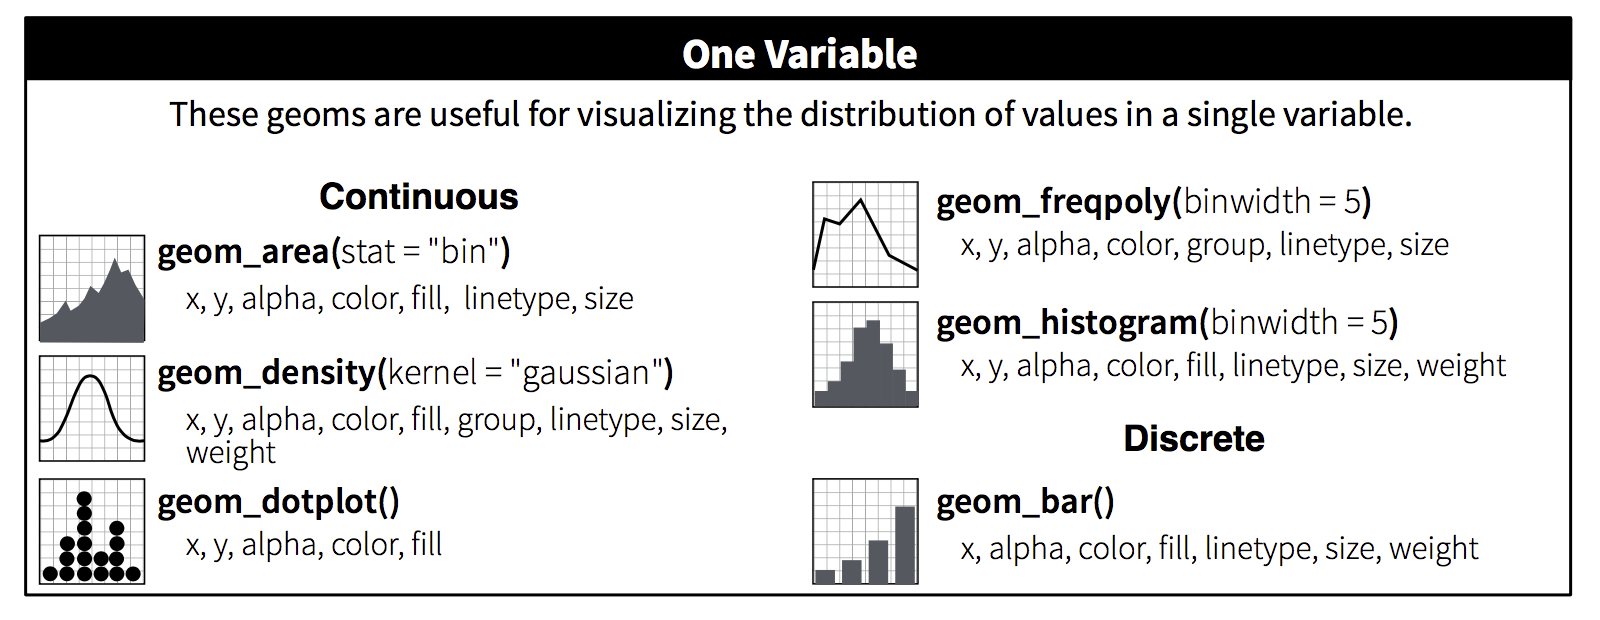 One Variable
These geoms are useful for visualizing the distribution of values in a single variable.
Continuous
geom_area(stat = "bin")
x, y, alpha, color, fill, linetype, size
geom_density(kernel = "gaussian")
x, y, alpha, color, fill, group, linetype, size,
weight
geom_dotplot()
x, y, alpha, color, fill
geom_freqpoly(binwidth = 5)
x, y, alpha, color, group, linetype, size
geom_histogram(binwidth = 5)
x, y, alpha, color, fill, linetype, size, weight
Discrete
geom_bar()
x, alpha, color, fill, linetype, size, weight